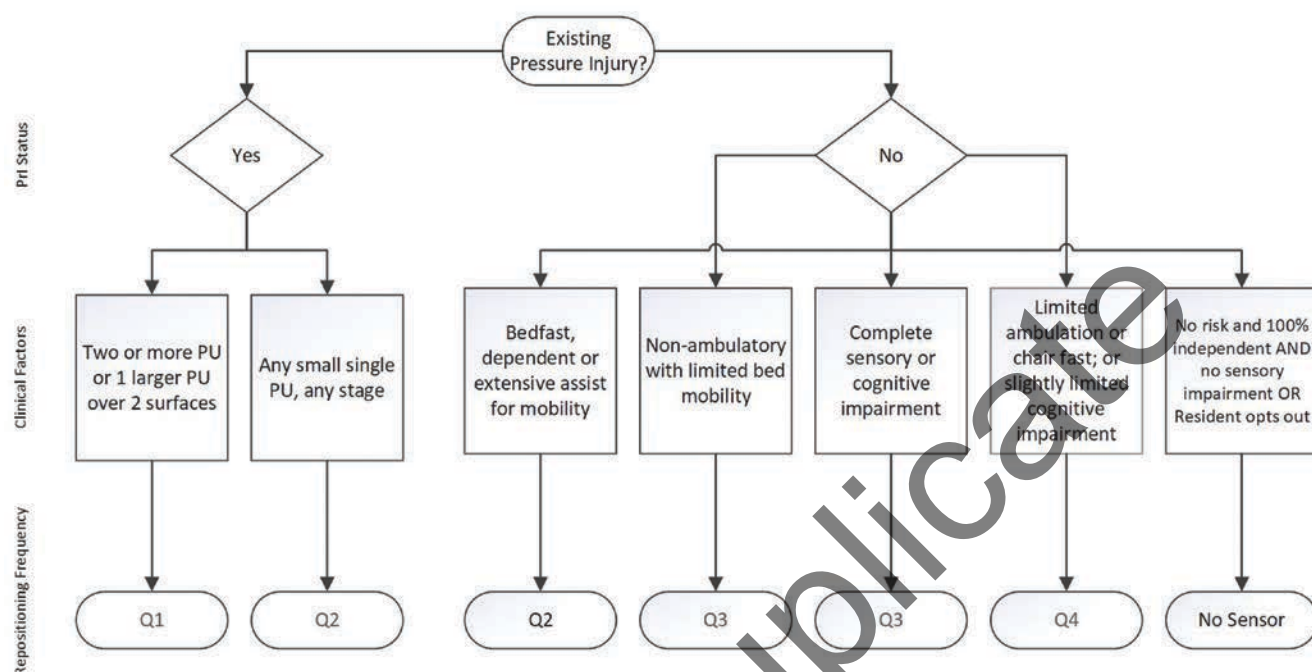 Existing
Pressure Injury?
PrI Status
Yes
No
Clinical Factors
Two or more PU
or 1 larger PU
over 2 surfaces
Any small single
PU, any stage
Bedfast,
dependent or
extensive assist
for mobility
Non-ambulatory
with limited bed
mobility
Complete
sensory or
cognitive
impairment
Limited
ambulation or
chair fast; or
slightly limited
cognitive
impairment
No risk and 100%
independent AND
no sensory
impairment OR
Resident opts out
Repositioning Frequency
Q1
Q2
Q2
Q3
Q3
Q4
No Sensor
plicate